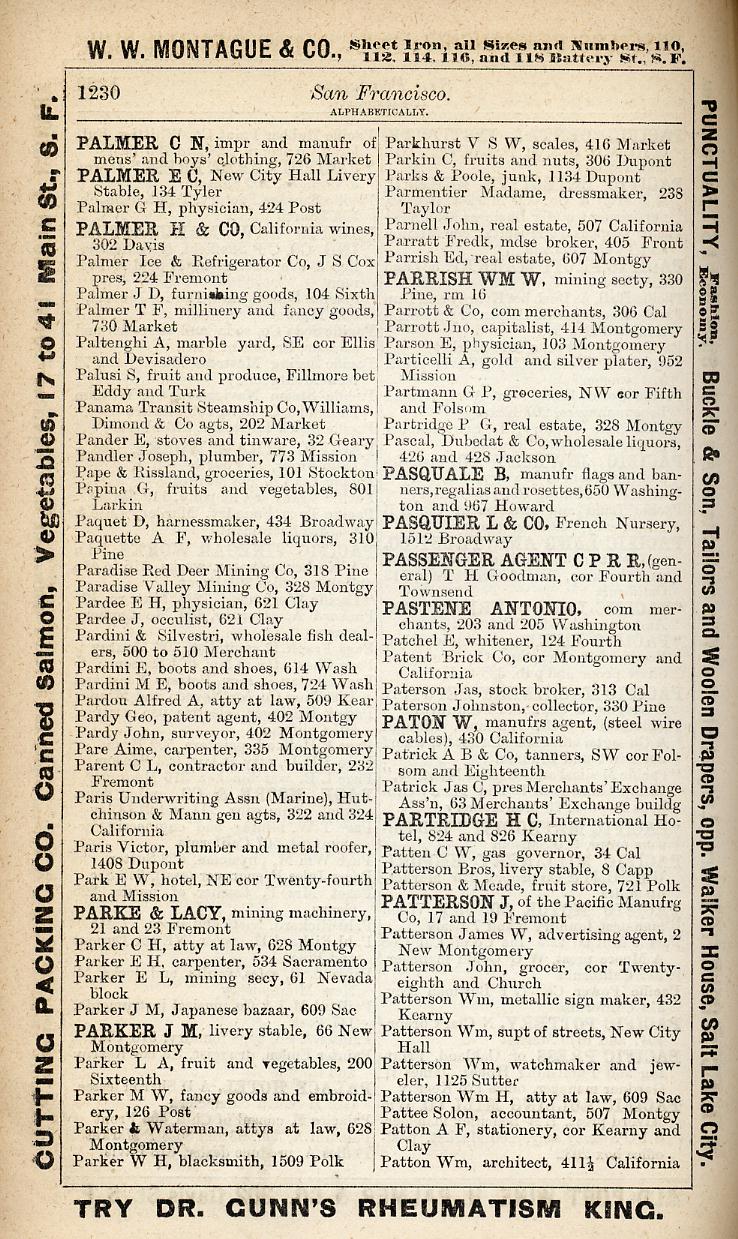 W. W. MONTAGUE & CO., Sheet Iron, all Sizes and Numbers, 110,
112, 114, 116, and 118 Battery St., S. F.
1230
San Francisco.
ALPHABETICALLY.
PALMER C N, impr and manufr of
mens' and boys' clothing, 726 Market
PALMER E C, New City Hall Livery
Stable, 134 Tyler
Palmer G H, physician, 424 Post
PALMER H & CO, California wines,
302 Davis
Palmer Ice & Refrigerator Co, J S Cox
pres, 224 Fremont
Palmer J D, furnishing goods, 104 Sixth
Palmer T F, millinery and fancy goods,
730 Market
Paltenghi A, marble yard, SE cor Ellis
and Devisadero
Palusi S, fruit and produce, Fillmore bet
Eddy and Turk
Panama Transit Steamship Co, Williams,
Dimond & Co agts, 202 Market
Pander E, stoves and tinware, 32 Geary
Pandler Joseph, plumber, 773 Mission
Pape & Rissland, groceries, 101 Stockton
Papina G, fruits and vegetables, 801
Larkin
Paquet D, harnessmaker, 434 Broadway
Paquette A F, wholesale liquors, 310
Pine
Paradise Red Deer Mining Co, 318 Pine
Paradise Valley Mining Co, 328 Montgy
Pardee E H, physician, 621 Clay
Pardee J, occulist, 621 Clay
Pardini & Silvestri, wholesale fish deal-
ers, 500 to 510 Merchant
Pardini E, boots and shoes, 614 Wash
Pardini M E, boots and shoes, 724 Wash
Pardou Alfred A, atty at law, 509 Kear
Pardy Geo, patent agent, 402 Montgy
Pardy John, surveyor, 402 Montgomery
Pare Aime, carpenter, 335 Montgomery
Parent C L, contractor and builder, 232
Fremont
Paris Underwriting Assn (Marine), Hut-
chinson & Mann gen agts, 322 and 324
California
Paris Victor, plumber and metal roofer,
1408 Dupont
Park E W, hotel, NE cor Twenty-fourth
and Mission
PARKE & LACY, mining machinery,
21 and 23 Fremont
Parker C H, atty at law, 628 Montgy
Parker E H, carpenter, 534 Sacramento
Parker E L, mining secy, 61 Nevada
block
Parker J M, Japanese bazaar, 609 Sac
PARKER J M, livery stable, 66 New
Montgomery
Parker L A, fruit and vegetables, 200
Sixteenth
Parker M W, fancy goods and embroid-
ery, 126 Post
Parker & Waterman, attys at law, 628
Montgomery
Parker W H, blacksmith, 1509 Polk
Parkhurst V S W, scales, 416 Market
Parkin C, fruits and nuts, 306 Dupont
Parks & Poole, junk, 1134 Dupont
Parmentier Madame, dressmaker, 238
Taylor
Parnell John, real estate, 507 California
Parratt Fredk, mdse broker, 405 Front
Parrish Ed, real estate, 607 Montgy
PARRISH WM W, mining secty, 330
Pine, rm 16
Parrott & Co, com merchants, 306 Cal
Parrott Jno, capitalist, 414 Montgomery
Parson E, physician, 103 Montgomery
Particelli A, gold and silver plater, 952
Mission
Partmann G P, groceries, NW cor Fifth
and Folsom
Partridge P G, real estate, 328 Montgy
Pascal, Dubedat & Co, wholesale liquors,
426 and 428 Jackson
PASQUALE B, manufr flags and ban-
ners, regalias and rosettes, 650 Washing-
ton and 967 Howard
PASQUIER L & CO, French Nursery,
1512 Broadway
PASSENGER AGENT C P R R, (gen-
eral) T H Goodman, cor Fourth and
Townsend
PASTENE ANTONIO, com mer-
chants, 203 and 205 Washington
Patchel E, whitener, 124 Fourth
Patent Brick Co, cor Montgomery and
California
Paterson Jas, stock broker, 313 Cal
Paterson Johnston, collector, 330 Pine
PATON W, manufrs agent, (steel wire
cables), 430 California
Patrick A B & Co, tanners, SW cor Fol-
som and Eighteenth
Patrick Jas C, pres Merchants' Exchange
Ass'n, 63 Merchants' Exchange buildg
PARTRIDGE H C, International Ho-
tel, 824 and 826 Kearny
Patten C W, gas governor, 34 Cal
Patterson Bros, livery stable, 8 Capp
Patterson & Meade, fruit store, 721 Polk
PATTERSON J, of the Pacific Manufrg
Co, 17 and 19 Fremont
Patterson James W, advertising agent, 2
New Montgomery
Patterson John, grocer, cor Twenty-
eighth and Church
Patterson Wm, metallic sign maker, 432
Kearny
Patterson Wm, supt of streets, New City
Hall
Patterson Wm, watchmaker and jew-
eler, 1125 Sutter
Patterson Wm H, atty at law, 609 Sac
Pattee Solon, accountant, 507 Montgy
Patton A F, stationery, cor Kearny and
Clay
Patton Wm, architect, 411½ California
CUTTING PACKING CO. Canned Salmon, Vegetables, 17 to 41 Main St., S. F.
PUNCTUALITY, Fashion, Economy. Buckle & Son, Tailors and Woolen Drapers, opp. Walker House, Salt Lake City.
TRY DR. GUNN'S RHEUMATISM KING.